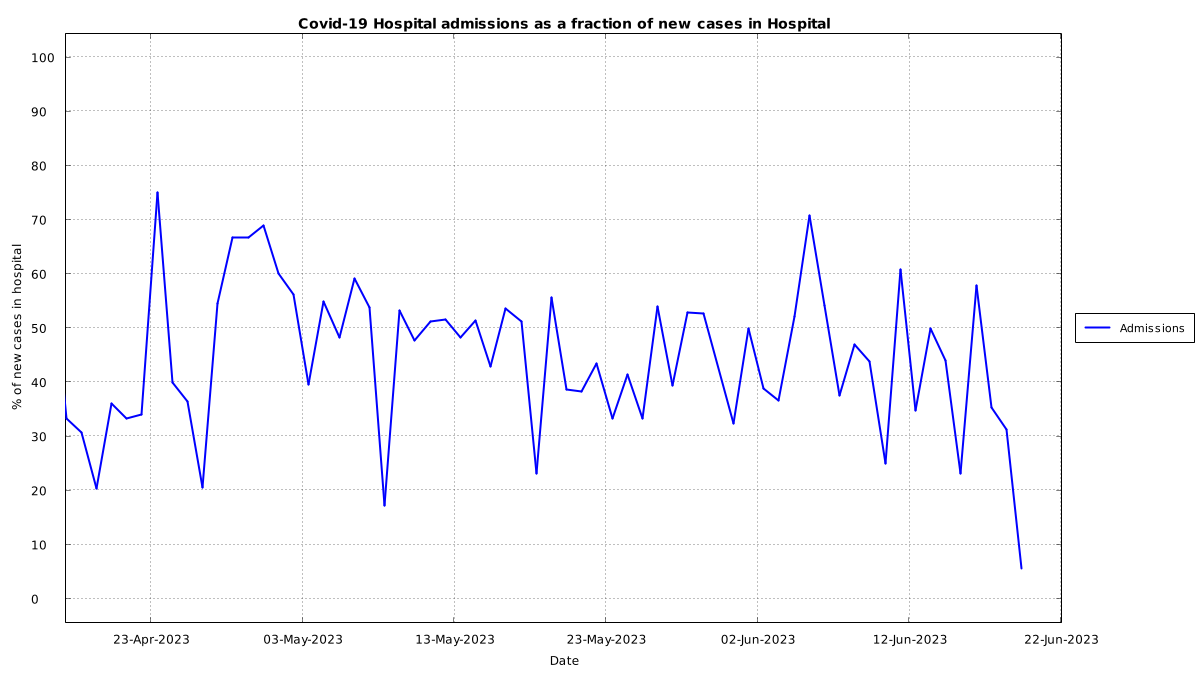 Covid-19 Hospital admissions as a fraction of new cases in Hospital
100
90
80
70
60
50
40
30
20
10
0
% of new cases in hospital
Admissions
23-Apr-2023 03-May-2023 13-May-2023 23-May-2023 02-Jun-2023 12-Jun-2023 22-Jun-2023
Date